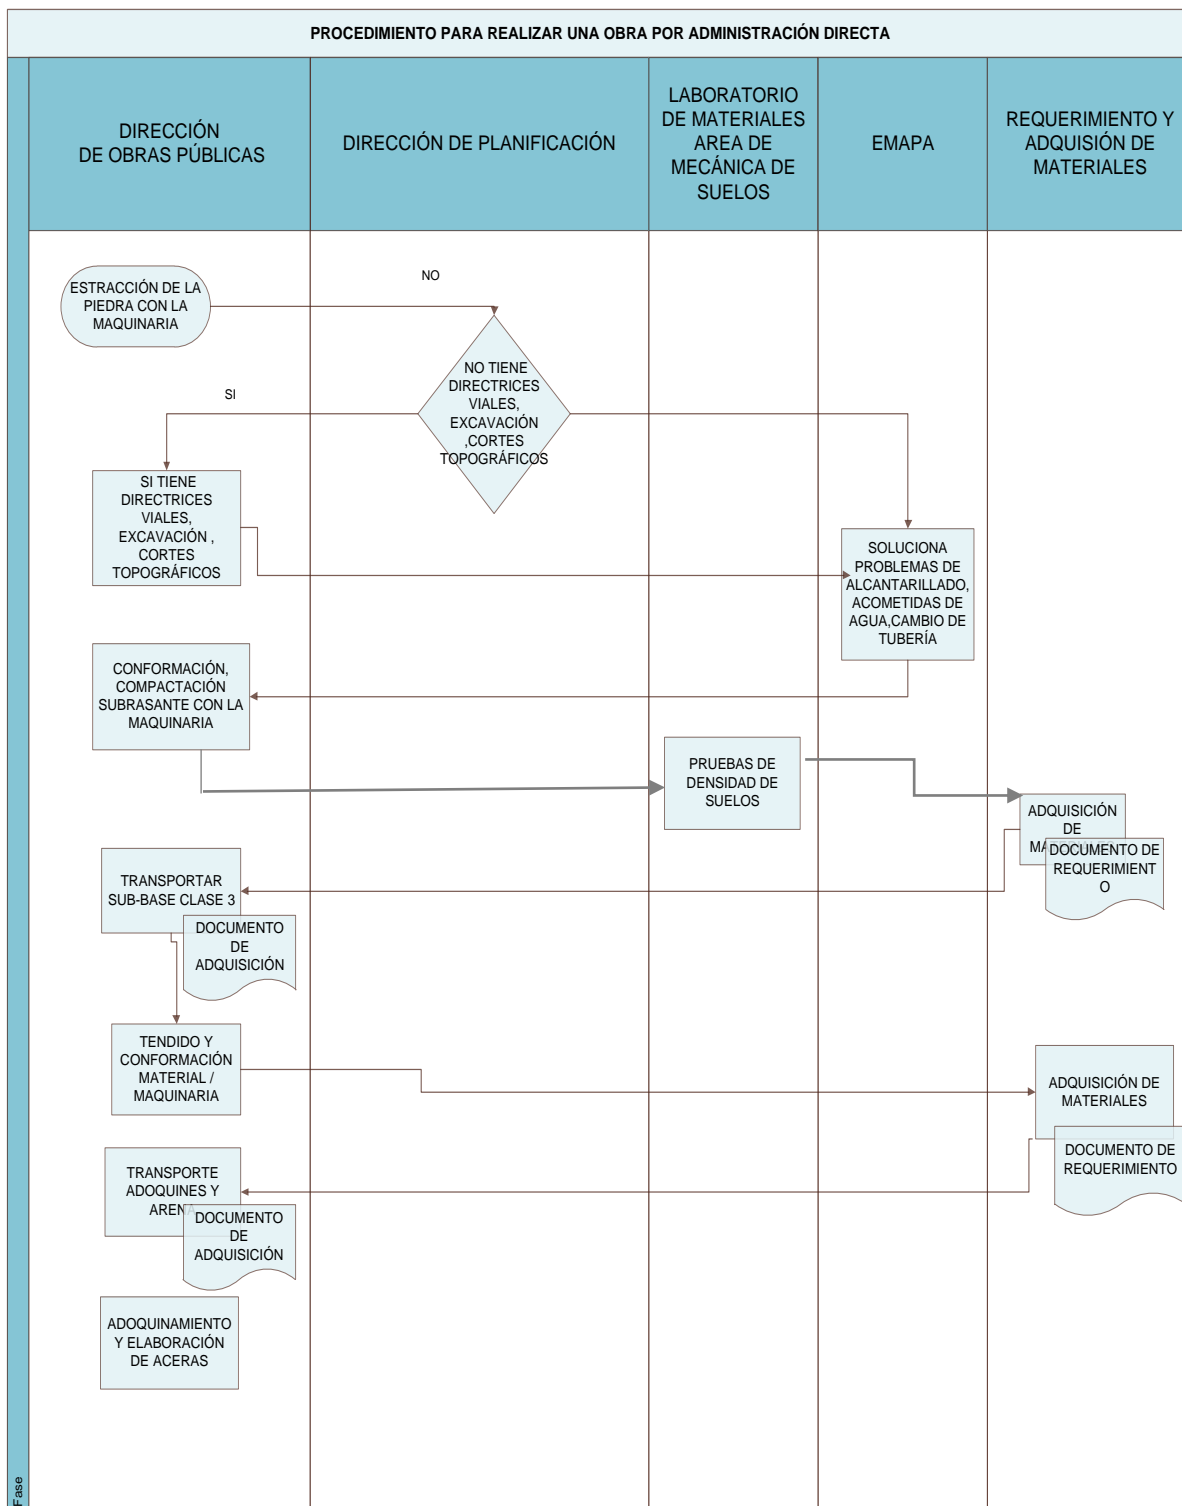 PROCEDIMIENTO PARA REALIZAR UNA OBRA POR ADMINISTRACIÓN DIRECTA
DIRECCIÓN
DE OBRAS PÚBLICAS
DIRECCIÓN DE PLANIFICACIÓN
LABORATORIO
DE MATERIALES
AREA DE
MECÁNICA DE
SUELOS
EMAPA
REQUERIMIENTO Y
ADQUISIÓN DE
MATERIALES
ESTRACCIÓN DE LA
PIEDRA CON LA
MAQUINARIA
NO
NO TIENE
DIRECTRICES
VIALES,
EXCAVACIÓN
,CORTES
TOPOGRÁFICOS
SI
SI TIENE
DIRECTRICES
VIALES,
EXCAVACIÓN ,
CORTES
TOPOGRÁFICOS
SOLUCIONA
PROBLEMAS DE
ALCANTARILLADO,
ACOMETIDAS DE
AGUA,CAMBIO DE
TUBERÍA
CONFORMACIÓN,
COMPACTACIÓN
SUBRASANTE CON LA
MAQUINARIA
PRUEBAS DE
DENSIDAD DE
SUELOS
ADQUISICIÓN
DE
MATERIALES
DOCUMENTO DE
REQUERIMIENT
O
TRANSPORTAR
SUB-BASE CLASE 3
DOCUMENTO
DE
ADQUISICIÓN
TENDIDO Y
CONFORMACIÓN
MATERIAL /
MAQUINARIA
ADQUISICIÓN DE
MATERIALES
DOCUMENTO DE
REQUERIMIENTO
TRANSPORTE
ADOQUINES Y
ARENA
DOCUMENTO
DE
ADQUISICIÓN
ADOQUINAMIENTO
Y ELABORACIÓN
DE ACERAS
Fase